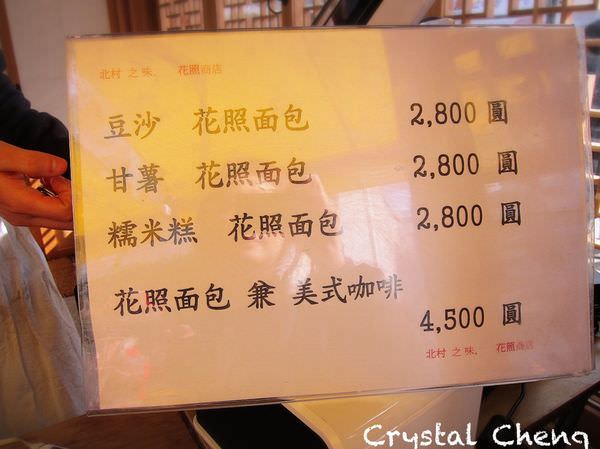 北村 之 味, 花照商店
豆沙 花照面包 2,800 圓
甘薯 花照面包 2,800 圓
糯米糕 花照面包 2,800 圓
花照面包 兼 美式咖啡
4,500 圓
北村 之 味, 花照商店
Crystal Cheng